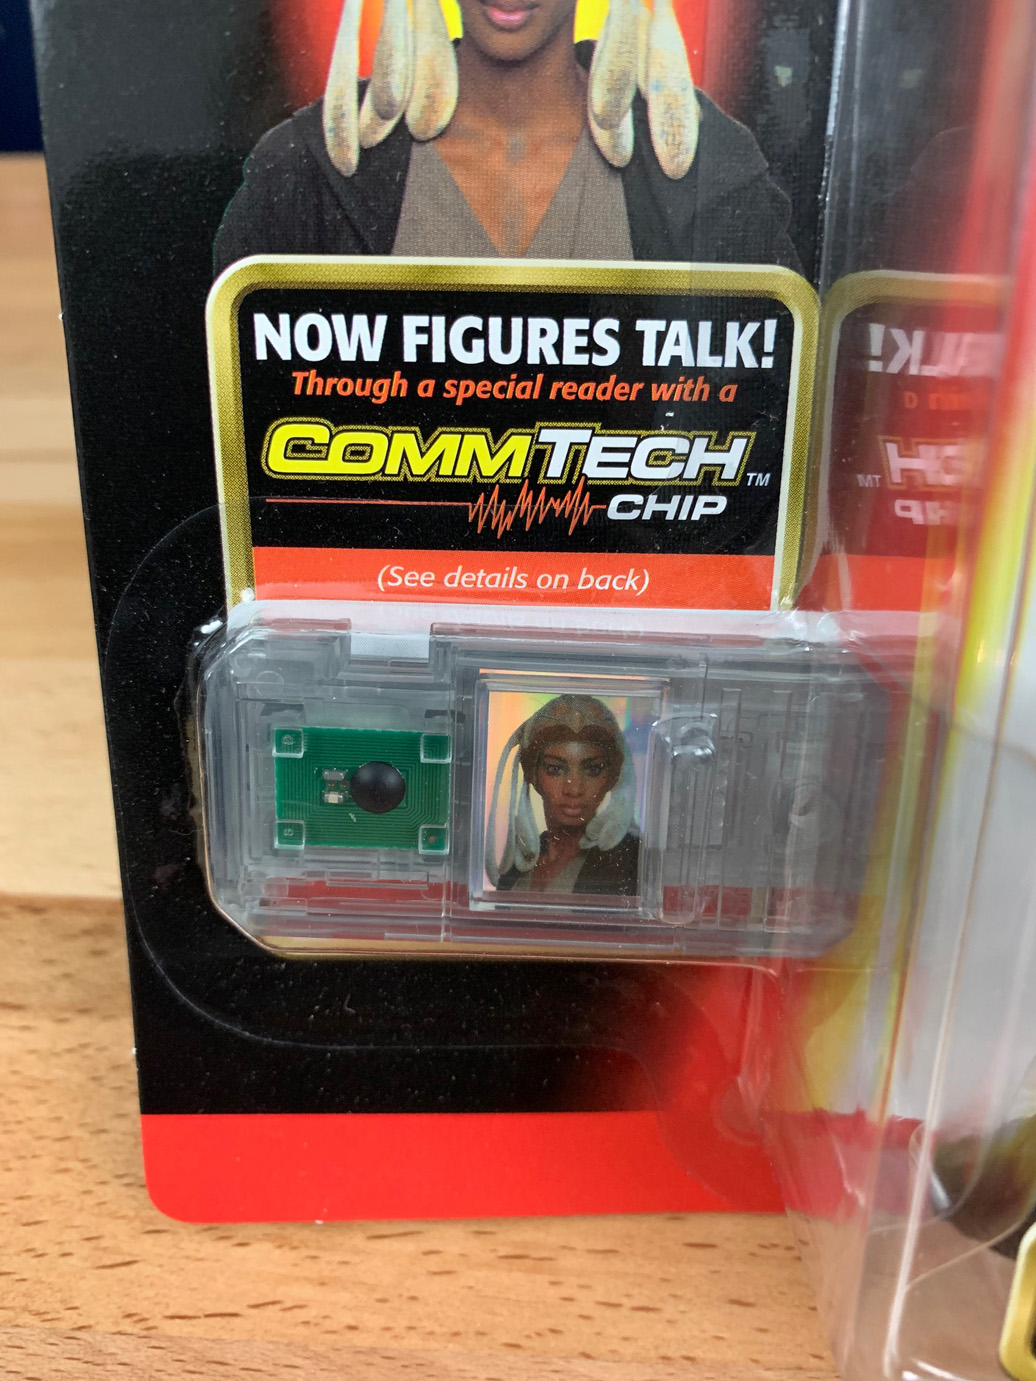 NOW FIGURES TALK!
Through a special reader with a
COMMTECH™
CHIP
(See details on back)